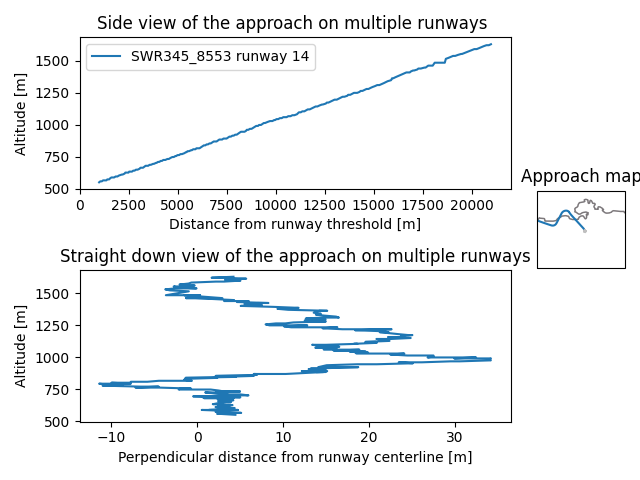 Side view of the approach on multiple runways
Altitude [m]
1500
1250
1000
750
500
SWR345_8553 runway 14
0 2500 5000 7500 10000 12500 15000 17500 20000
Distance from runway threshold [m]
Approach map
Straight down view of the approach on multiple runways
Altitude [m]
1500
1250
1000
750
500
−10 0 10 20 30
Perpendicular distance from runway centerline [m]